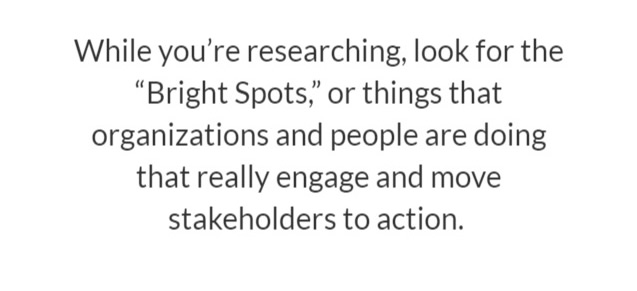 While you’re researching, look for the
“Bright Spots,” or things that
organizations and people are doing
that really engage and move
stakeholders to action.